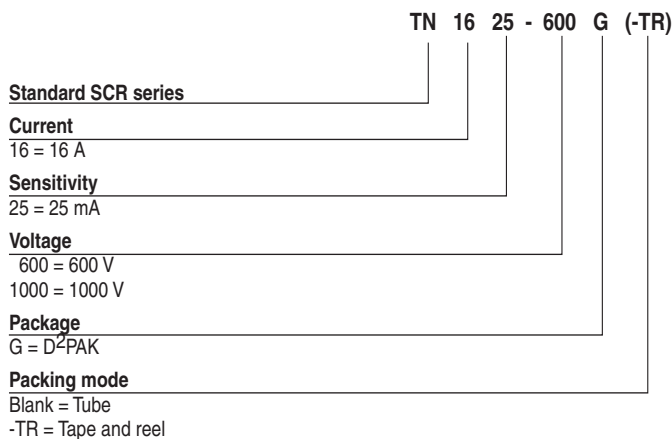 TN 16 25 - 600 G (-TR)
Standard SCR series
Current
16 = 16 A
Sensitivity
25 = 25 mA
Voltage
600 = 600 V
1000 = 1000 V
Package
G = D²PAK
Packing mode
Blank = Tube
-TR = Tape and reel